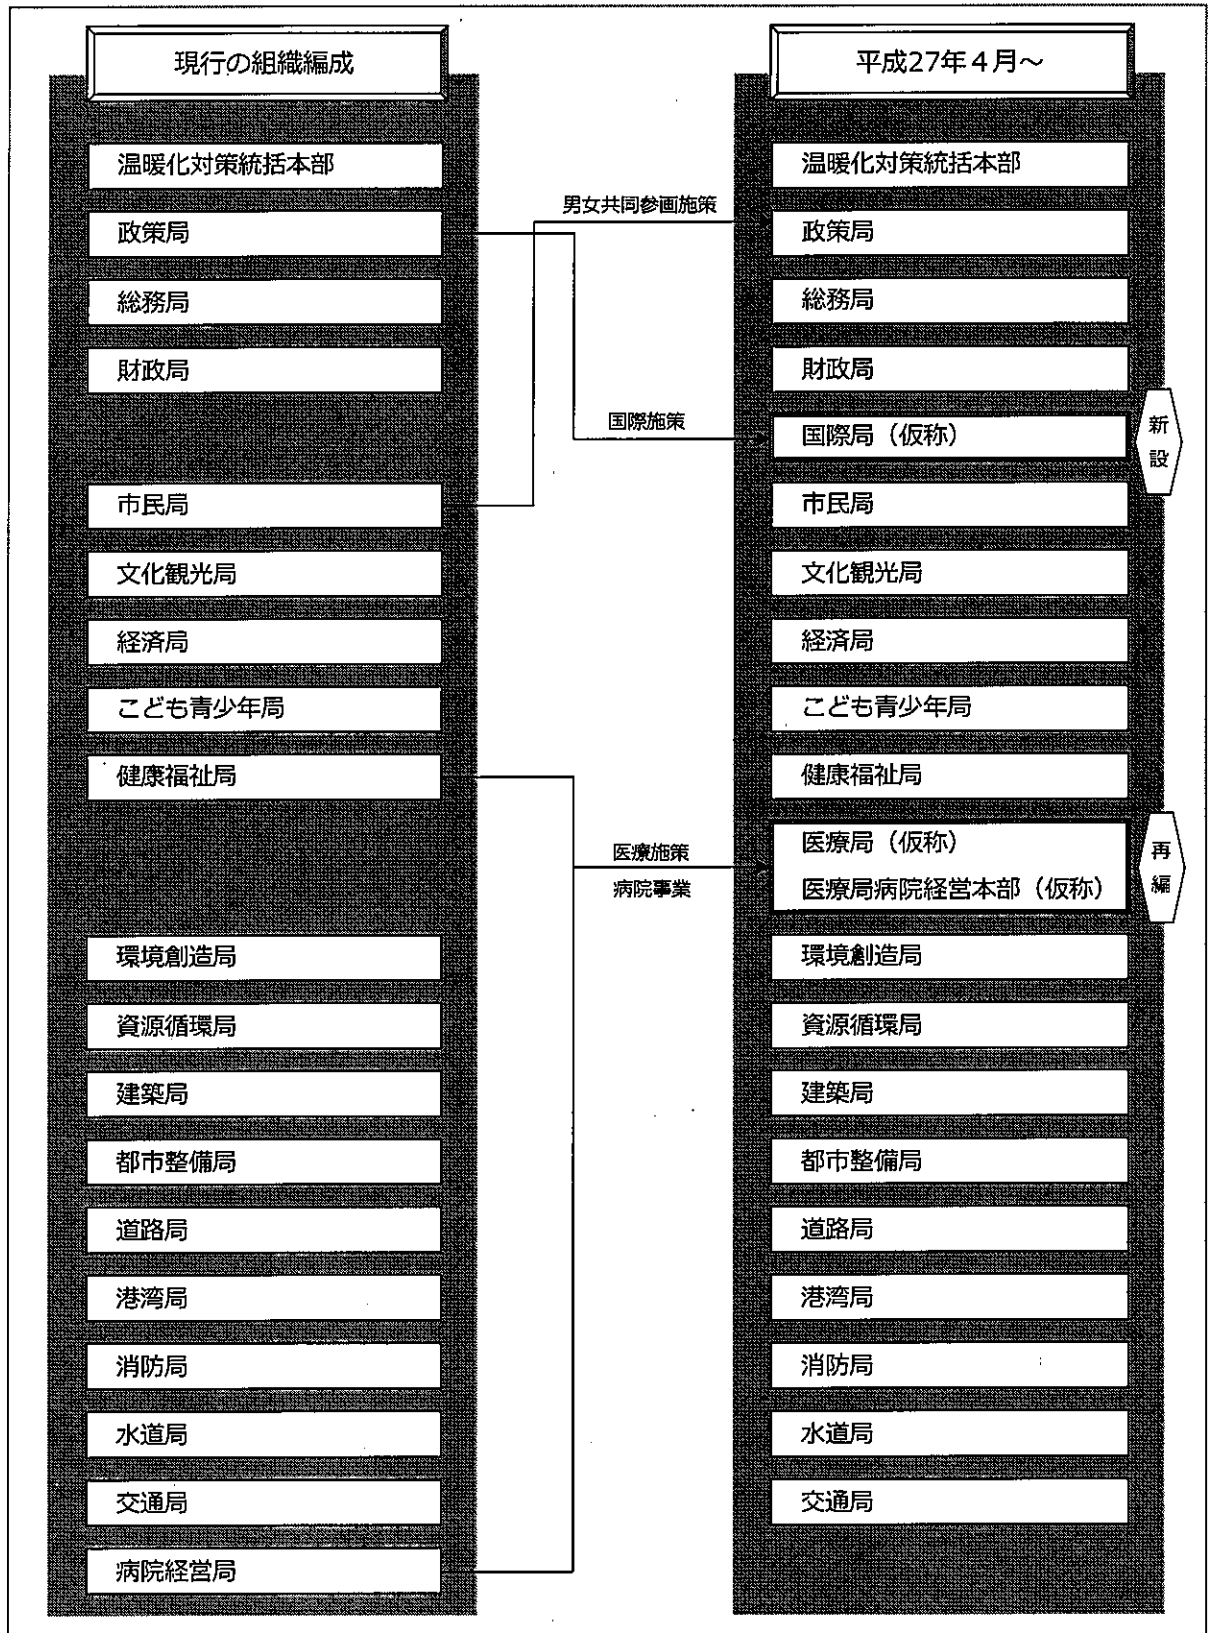 現行の組織編成
温暖化対策統括本部
政策局
総務局
財政局
市民局
文化観光局
経済局
こども青少年局
健康福祉局
環境創造局
資源循環局
建築局
都市整備局
道路局
港湾局
消防局
水道局
交通局
病院経営局
男女共同参画施策
国際施策
医療施策
病院事業
平成27年4月~
温暖化対策統括本部
政策局
総務局
財政局
国際局(仮称)
新設
市民局
文化観光局
経済局
こども青少年局
健康福祉局
医療局(仮称)
医療局病院経営本部(仮称)
再編
環境創造局
資源循環局
建築局
都市整備局
道路局
港湾局
消防局
水道局
交通局